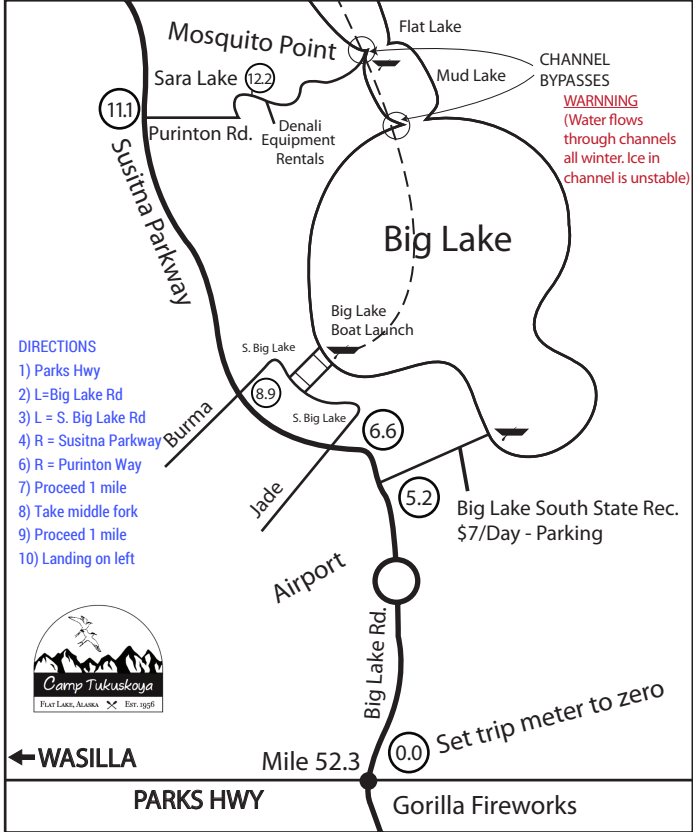 Flat Lake
Mosquito Point
CHANNEL
BYPASSES
Sara Lake
12.2
Mud Lake
WARNNING
(Water flows
through channels
all winter. Ice in
channel is unstable)
11.1
Purinton Rd.
Denali
Equipment
Rentals
Susitna Parkway
Big Lake
Big Lake
Boat Launch
S. Big Lake
DIRECTIONS
1) Parks Hwy
2) L=Big Lake Rd
3) L = S. Big Lake Rd
4) R = Susitna Parkway
6) R = Purinton Way
7) Proceed 1 mile
8) Take middle fork
9) Proceed 1 mile
10) Landing on left
8.9
S. Big Lake
Burma
6.6
Jade
5.2
Big Lake South State Rec.
$7/Day - Parking
Airport
Big Lake Rd.
Camp Tukuskoya
FLAT LAKE, ALASKA EST. 1956
Set trip meter to zero
0.0
Mile 52.3
WASILLA
PARKS HWY
Gorilla Fireworks